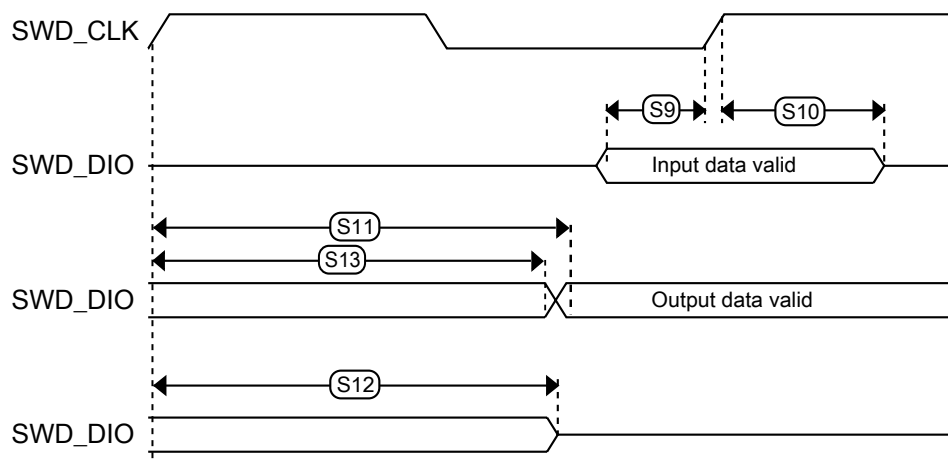 SWD_CLK
S9
S10
SWD_DIO
Input data valid
S11
S13
SWD_DIO
Output data valid
S12
SWD_DIO